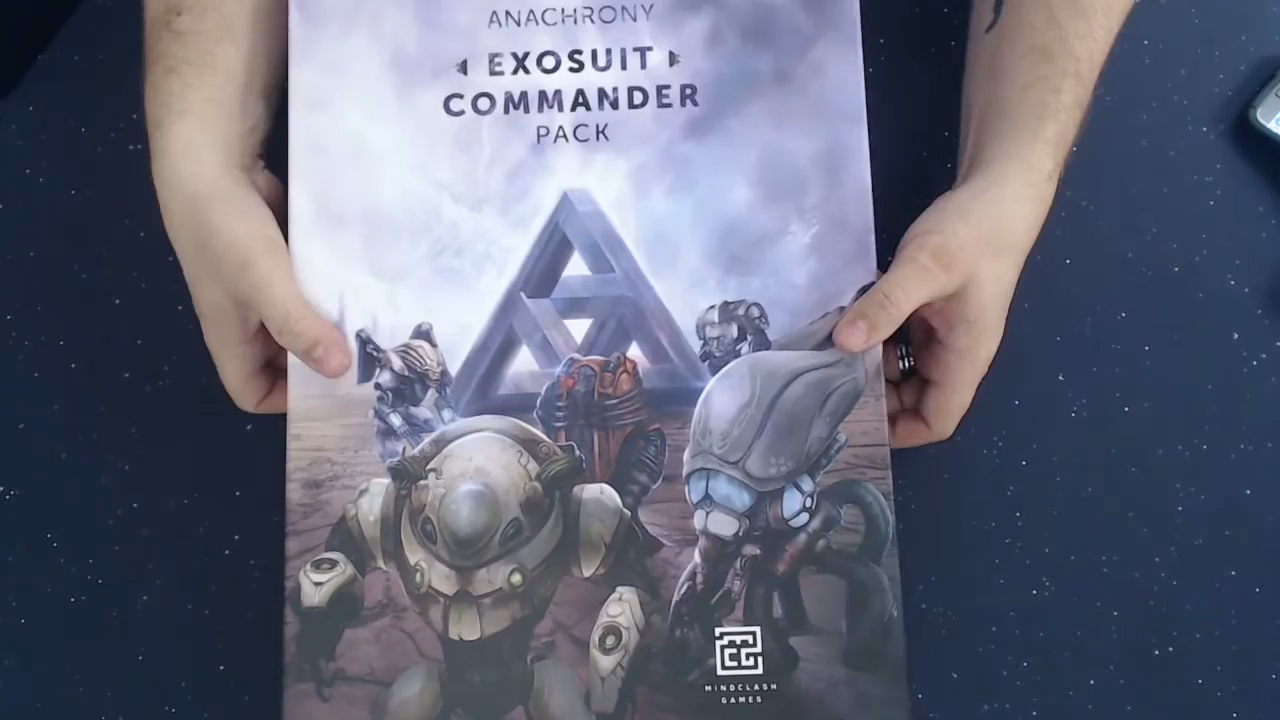 ANACHRONY
EXOSUIT
COMMANDER
PACK
MINDCLASH
GAMES